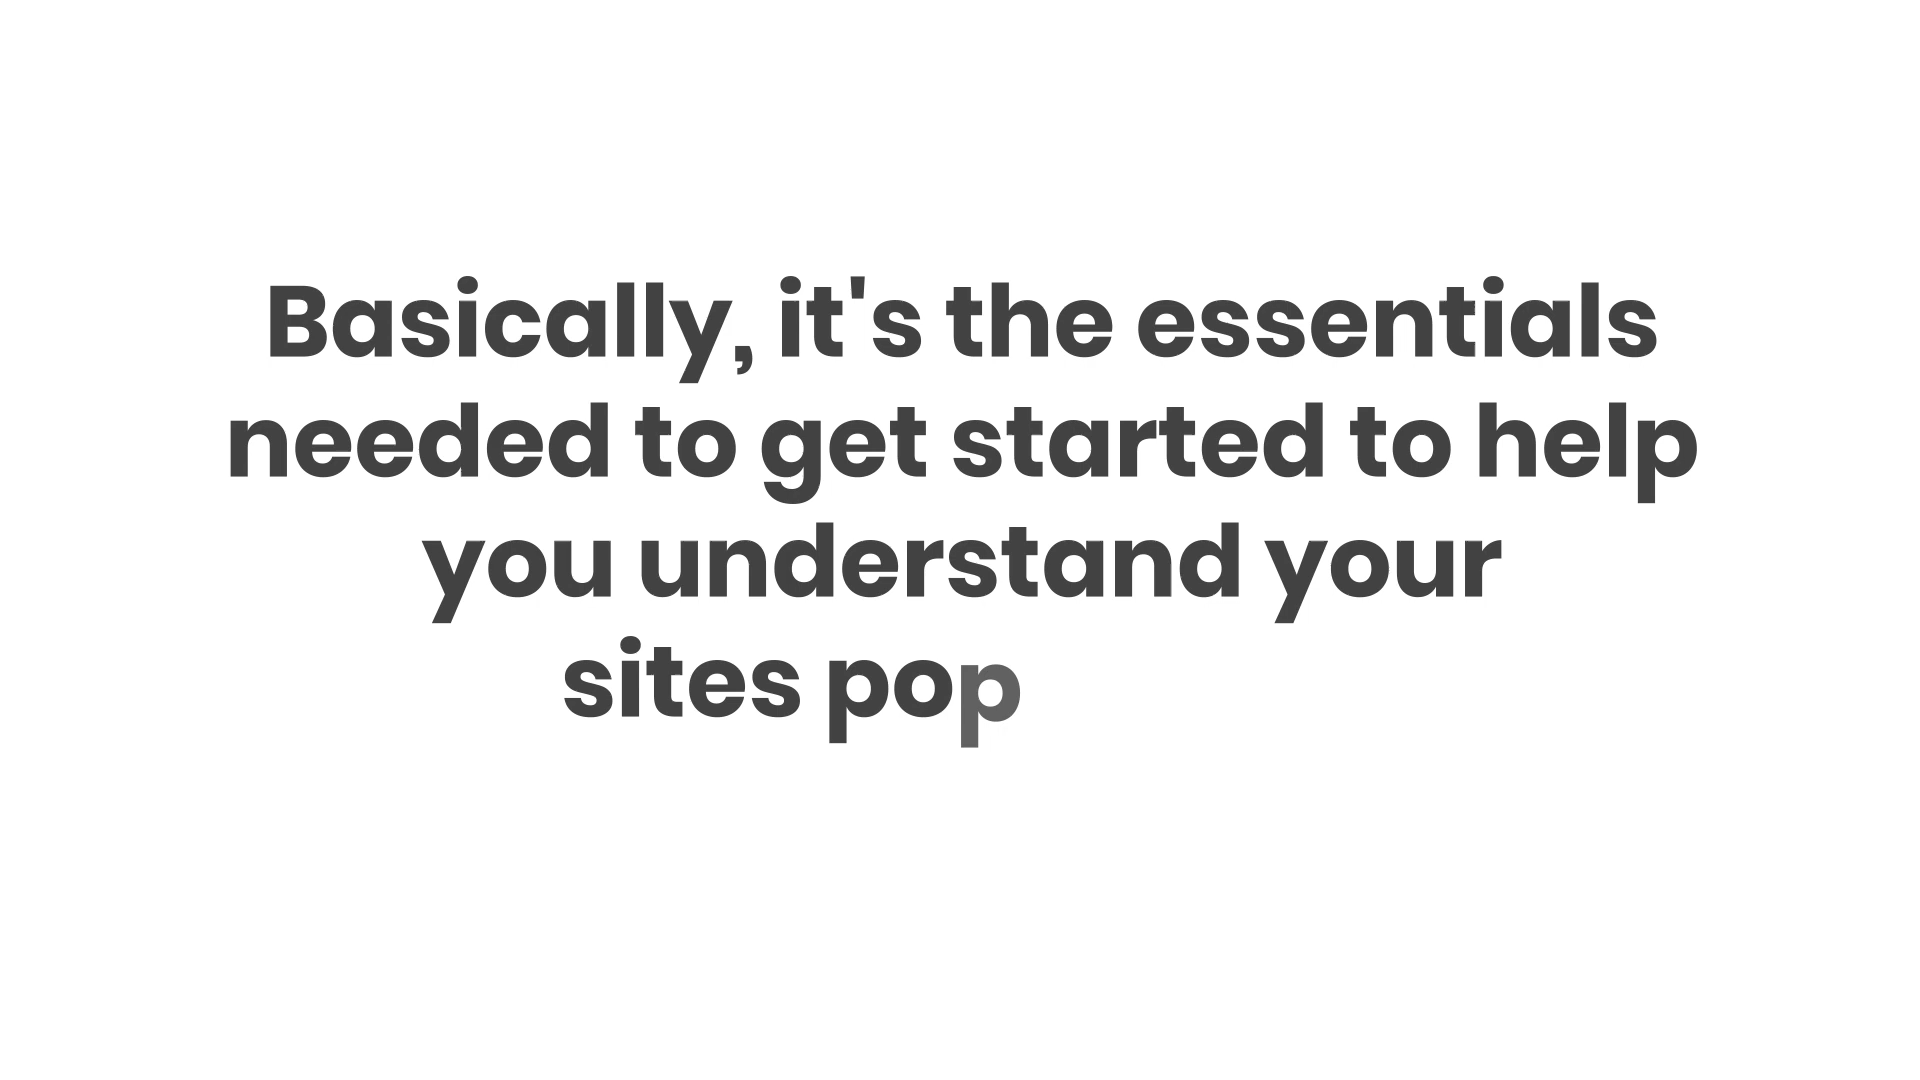 Basically, it's the essentials
needed to get started to help
you understand your
sites pop